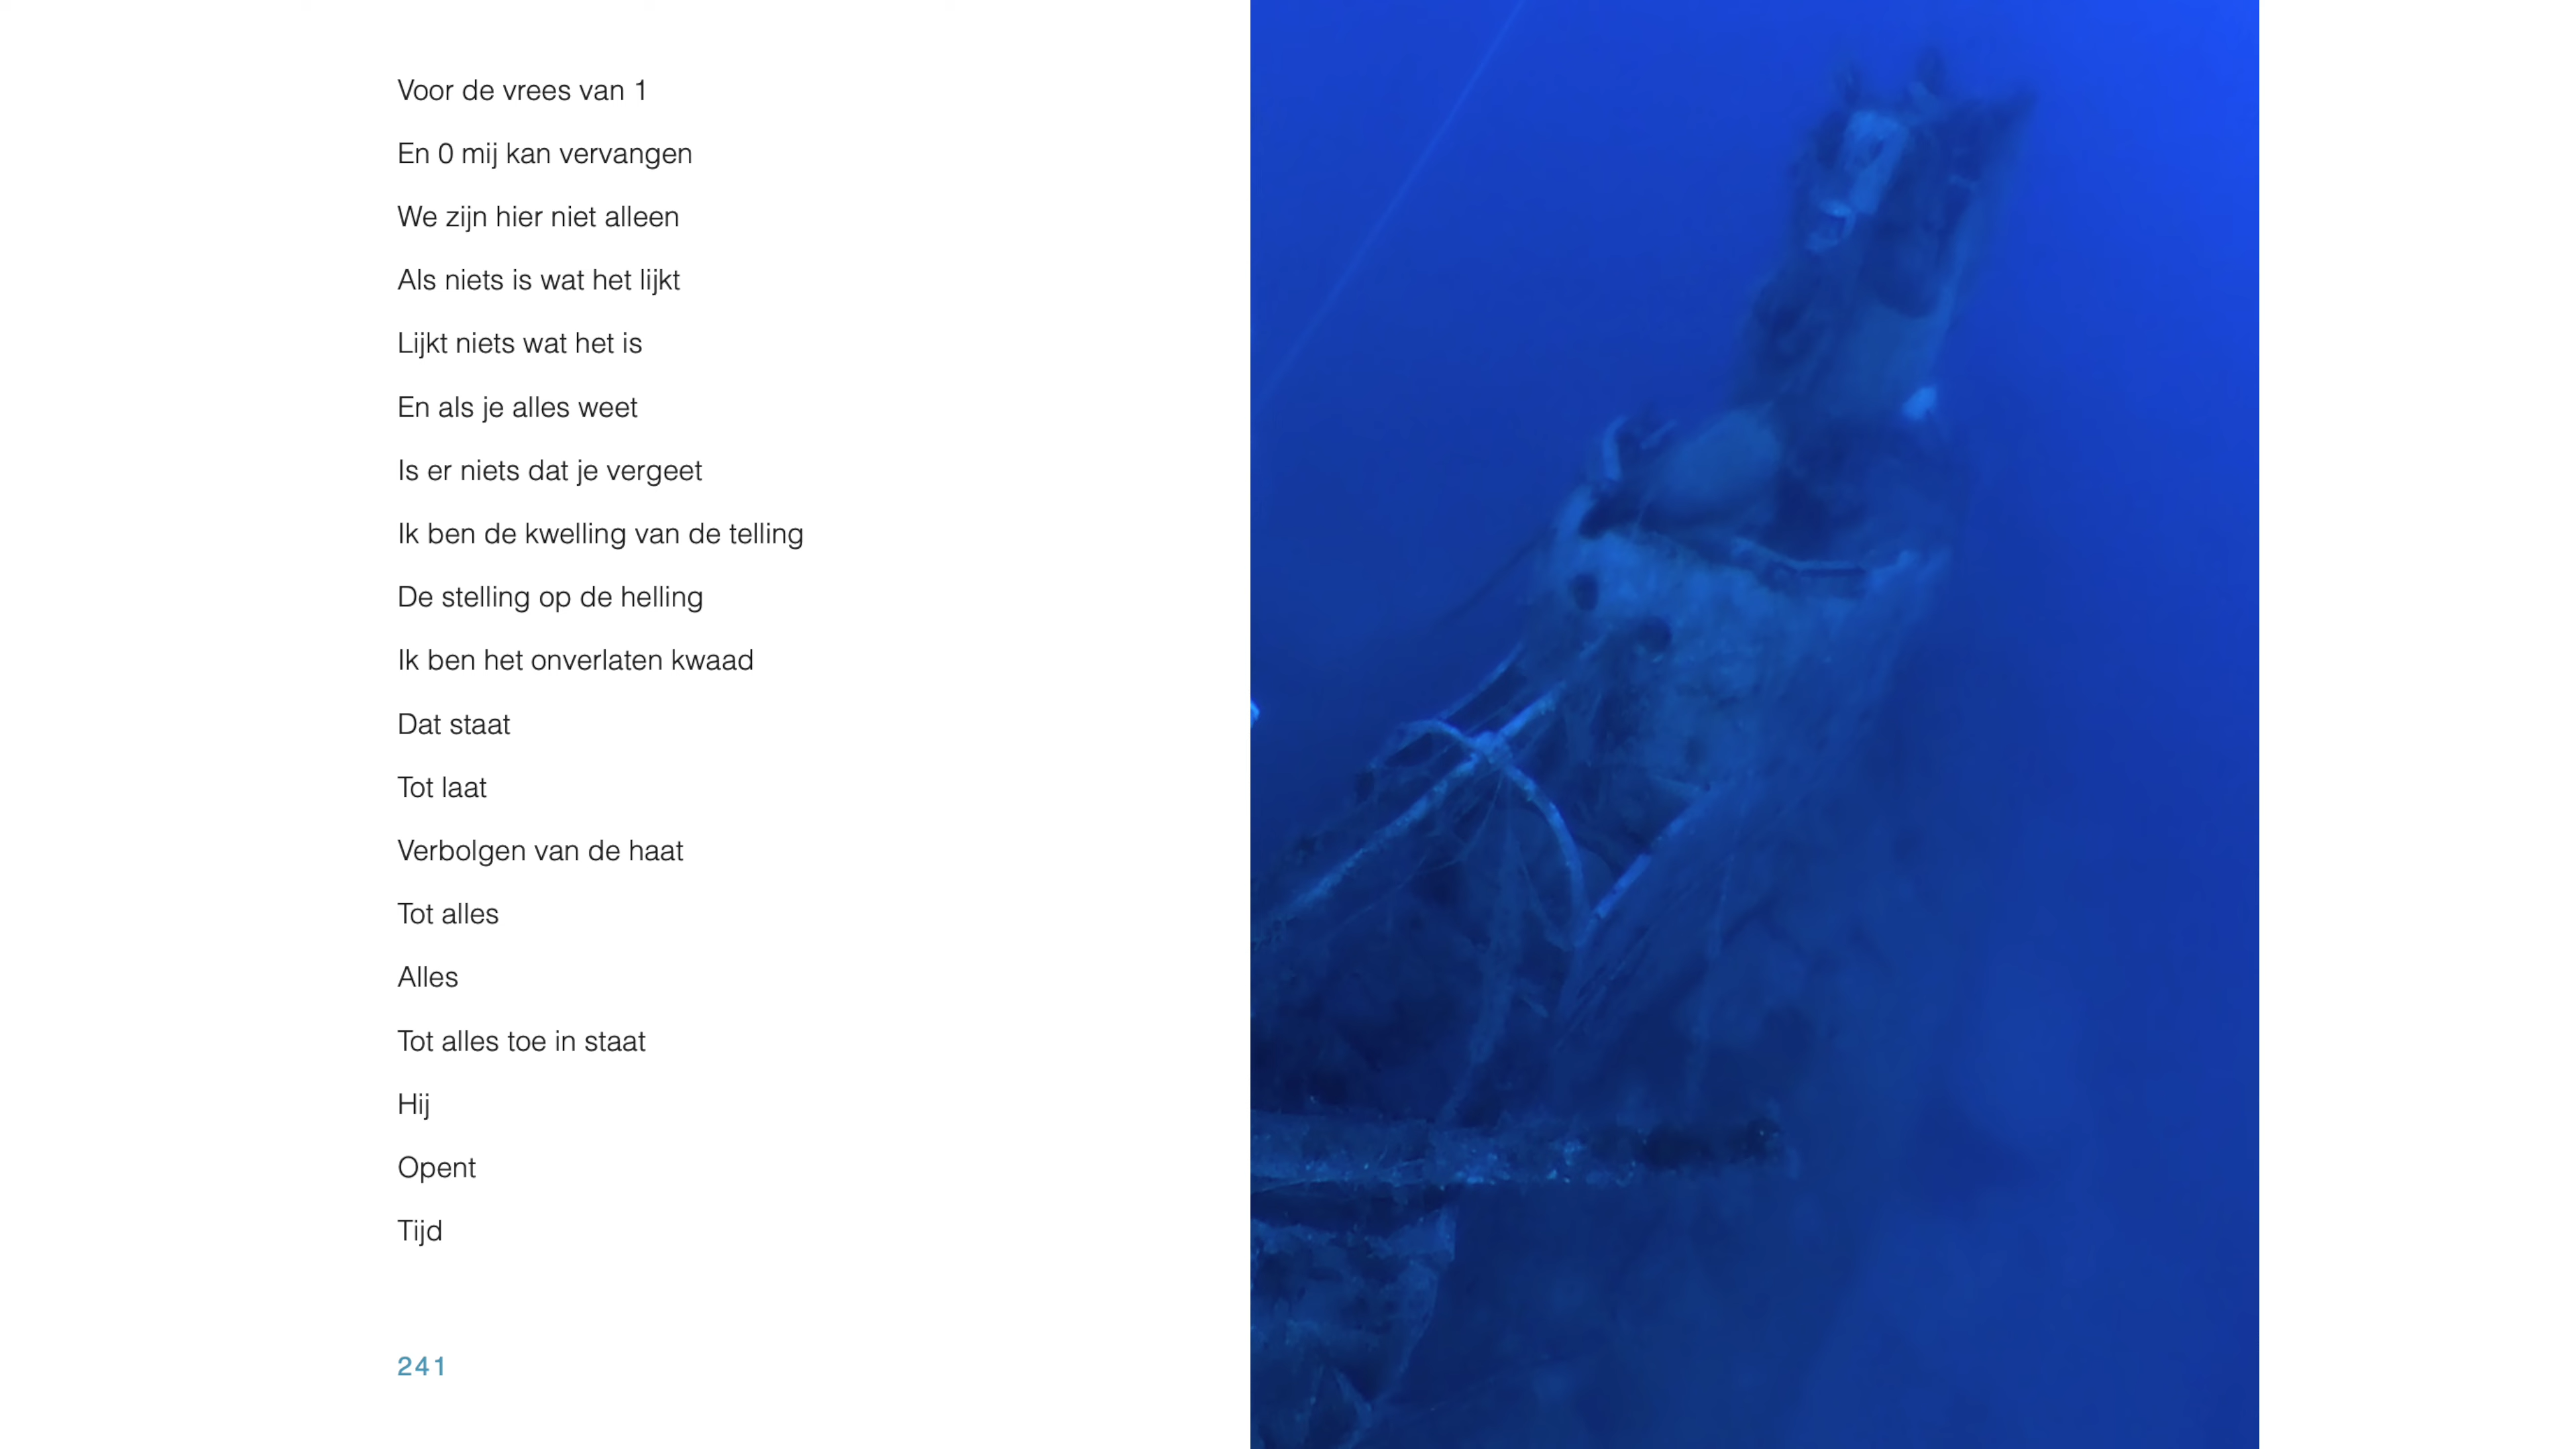 Voor de vrees van 1
En 0 mij kan vervangen
We zijn hier niet alleen
Als niets is wat het lijkt
Lijkt niets wat het is
En als je alles weet
Is er niets dat je vergeet
Ik ben de kwelling van de telling
De stelling op de helling
Ik ben het onverlaten kwaad
Dat staat
Tot laat
Verbolgen van de haat
Tot alles
Alles
Tot alles toe in staat
Hij
Opent
Tijd
241